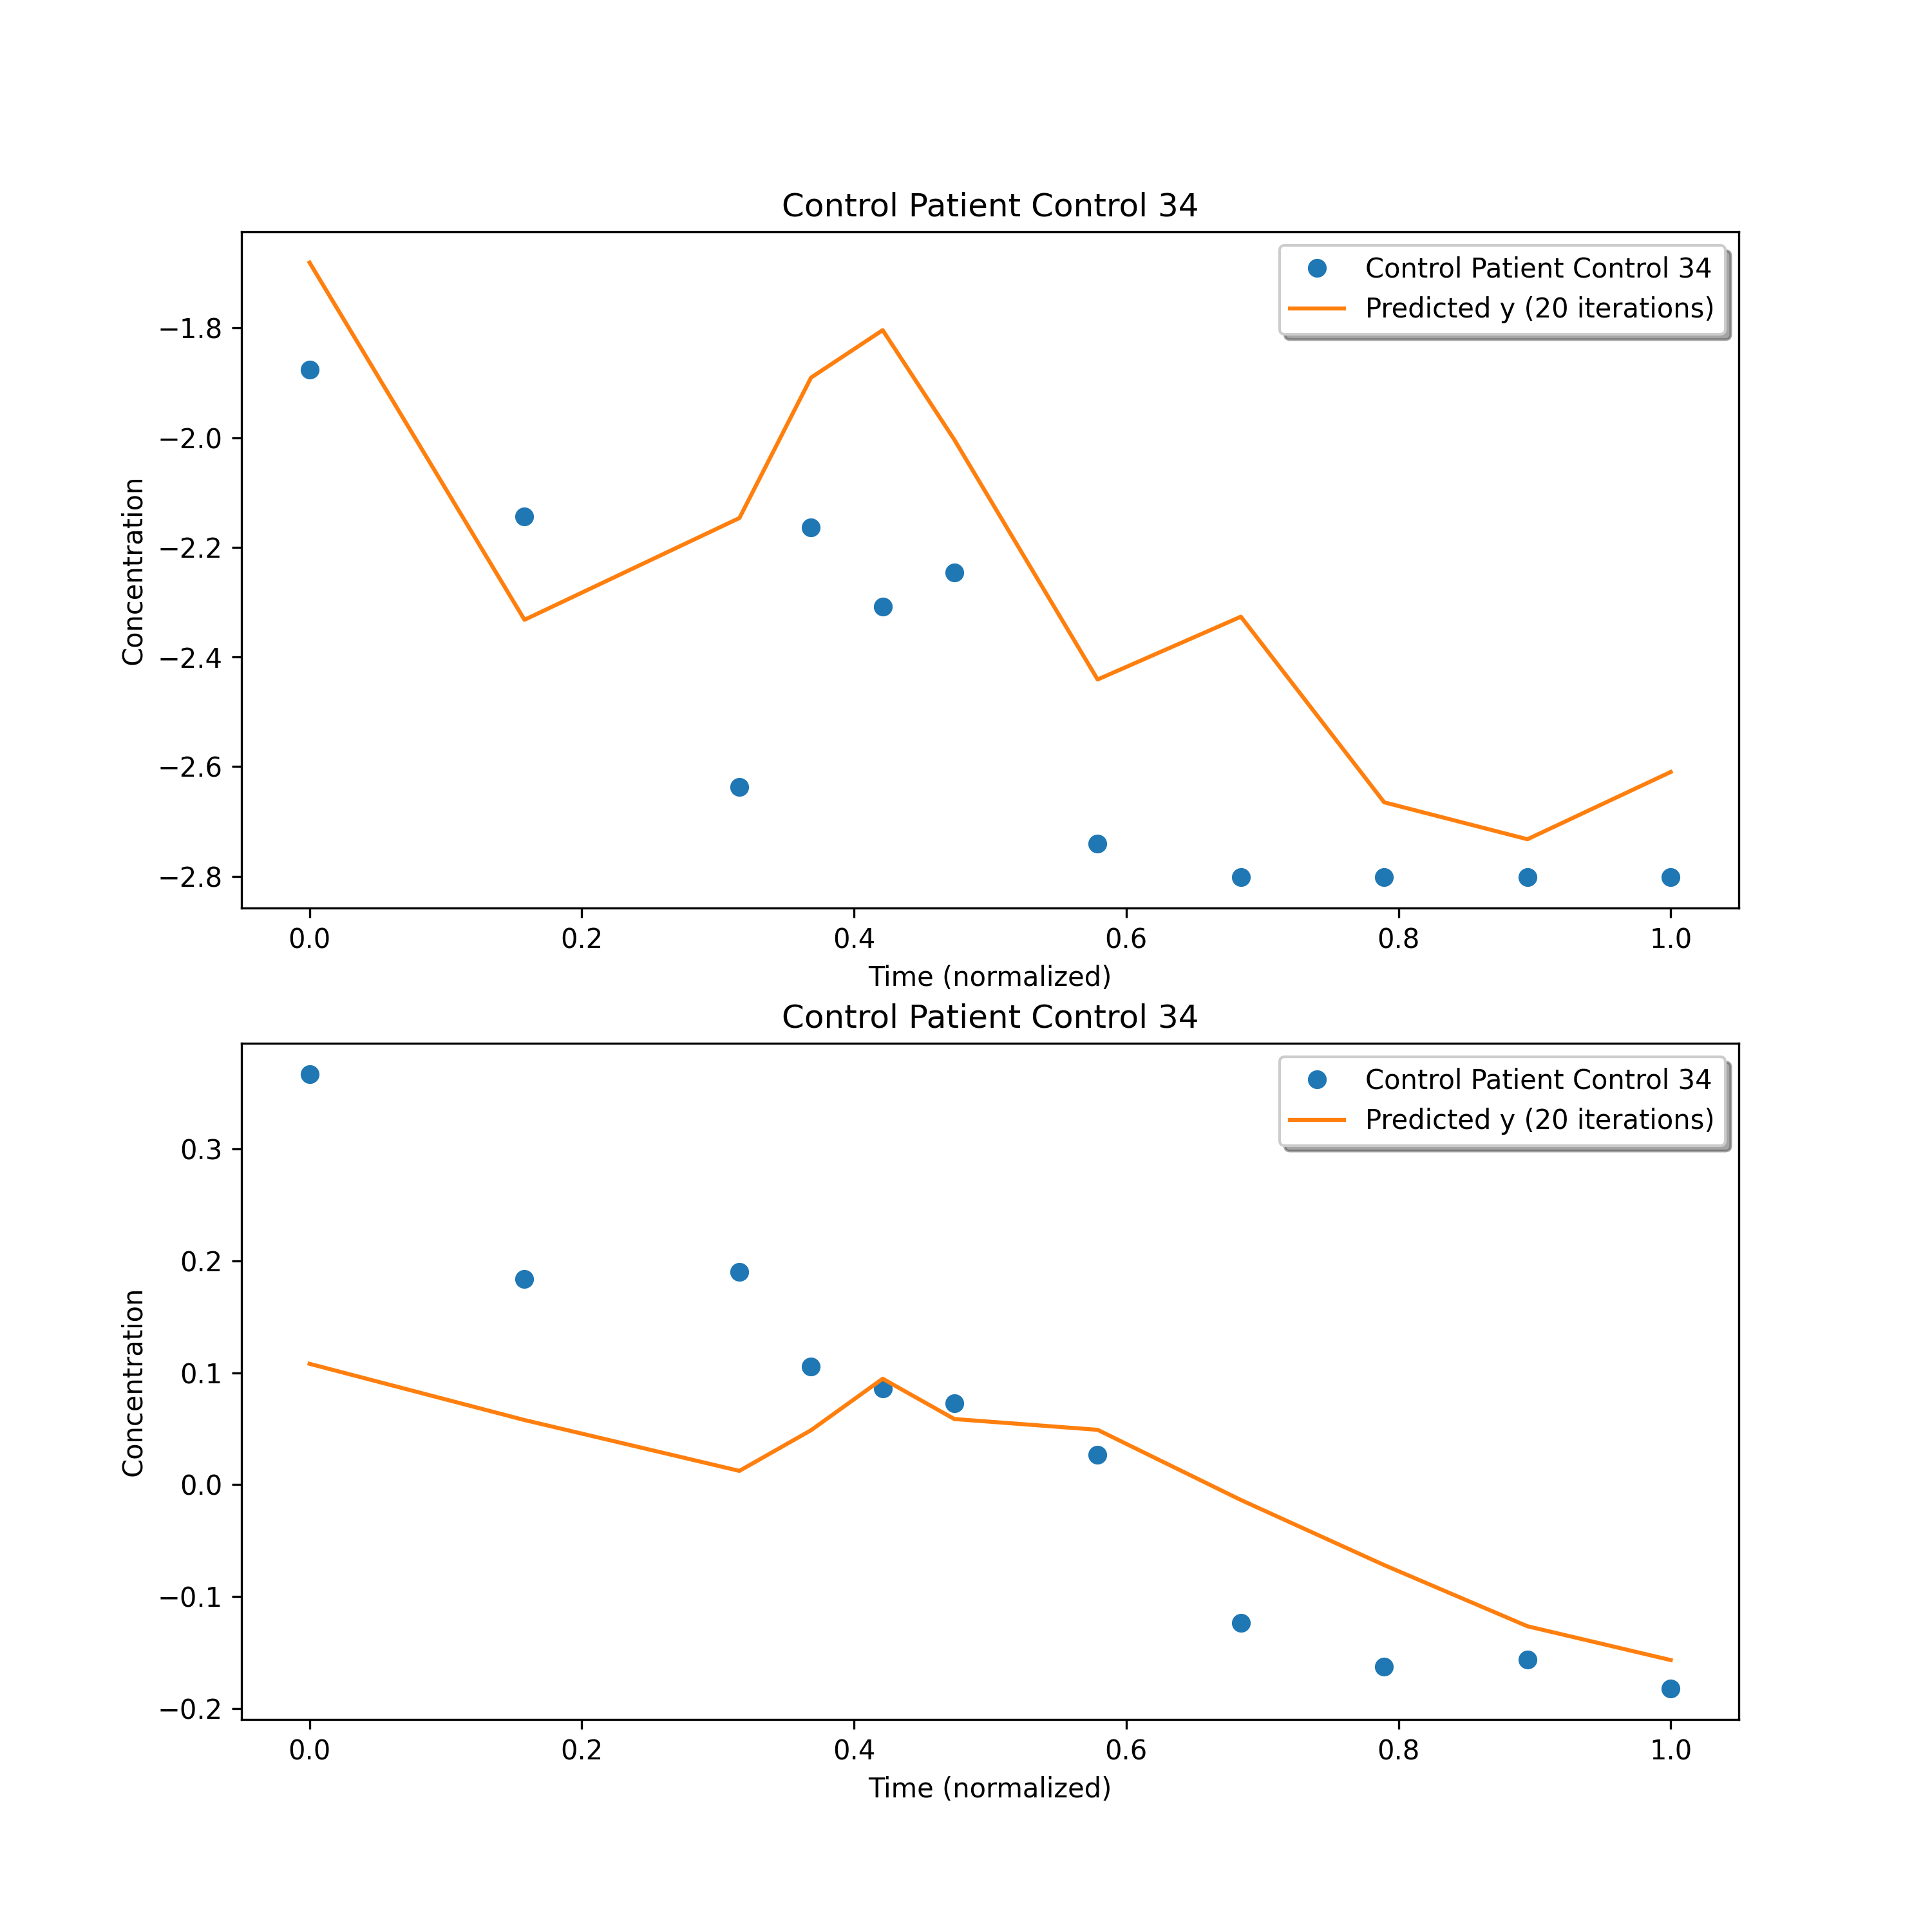 Control Patient Control 34
Control Patient Control 34
Predicted y (20 iterations)
−1.8
−2.0
−2.2
−2.4
−2.6
−2.8
Concentration
0.0 0.2 0.4 0.6 0.8 1.0
Time (normalized)
Control Patient Control 34
Control Patient Control 34
Predicted y (20 iterations)
0.3
0.2
0.1
0.0
−0.1
−0.2
Concentration
0.0 0.2 0.4 0.6 0.8 1.0
Time (normalized)